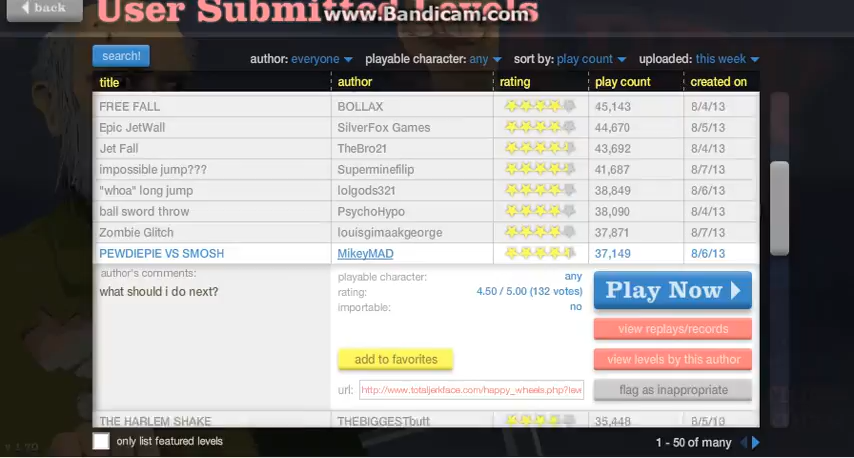 back
User Submitted Levels
www.Bandicam.com
search!
author: everyone playable character: any sort by: play count uploaded: this week
title author rating play count created on
FREE FALL BOLLAX 45,143 8/4/13
Epic JetWall SilverFox Games 44,670 8/5/13
Jet Fall TheBro21 43,692 8/4/13
impossible jump??? Superminefilip 41,687 8/7/13
"whoa" long jump lolgods321 38,849 8/6/13
ball sword throw PsychoHypo 38,090 8/4/13
Zombie Glitch louisgimaakgeorge 37,871 8/7/13
PEWDIEPIE VS SMOSH MikeyMAD 37,149 8/6/13
author's comments:
what should i do next?
playable character: any
rating: 4.50 / 5.00 (132 votes)
importable: no
Play Now
view replays/records
add to favorites
view levels by this author
url: http://www.totaljerkface.com/happy_wheels.php?lev
flag as inappropriate
THE HARLEM SHAKE THEBIGGESTbutt 35,448 8/5/13
only list featured levels
1 - 50 of many
v 1.70